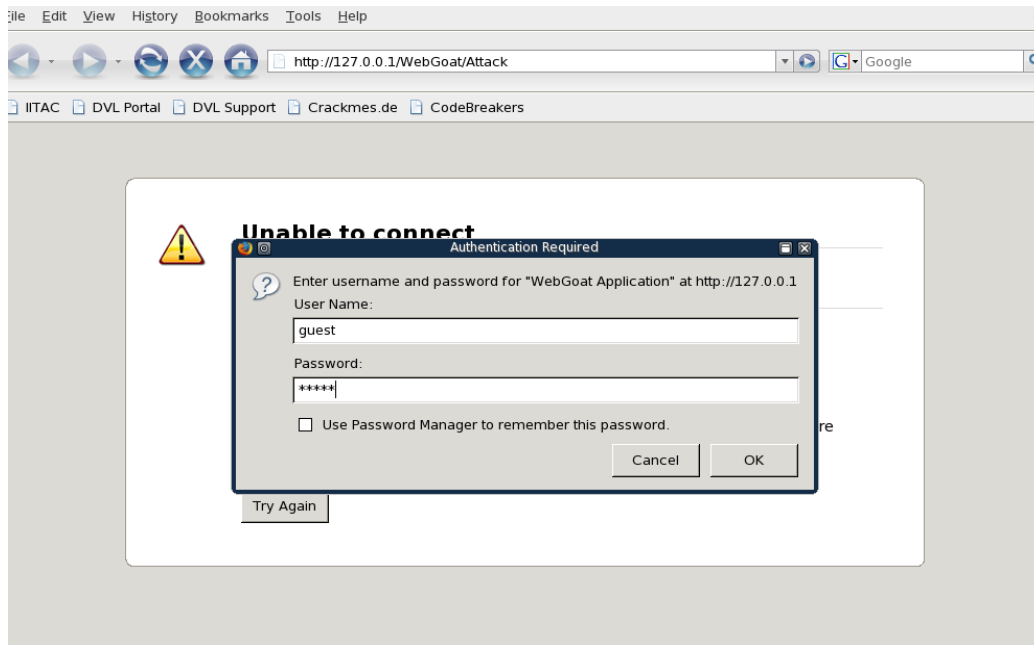 File Edit View History Bookmarks Tools Help
http://127.0.0.1/WebGoat/Attack
G Google
IITAC DVL Portal DVL Support Crackmes.de CodeBreakers
Unable to connect
Authentication Required
Enter username and password for "WebGoat Application" at http://127.0.0.1
User Name:
guest
Password:
*****
Use Password Manager to remember this password.
re
Cancel OK
Try Again